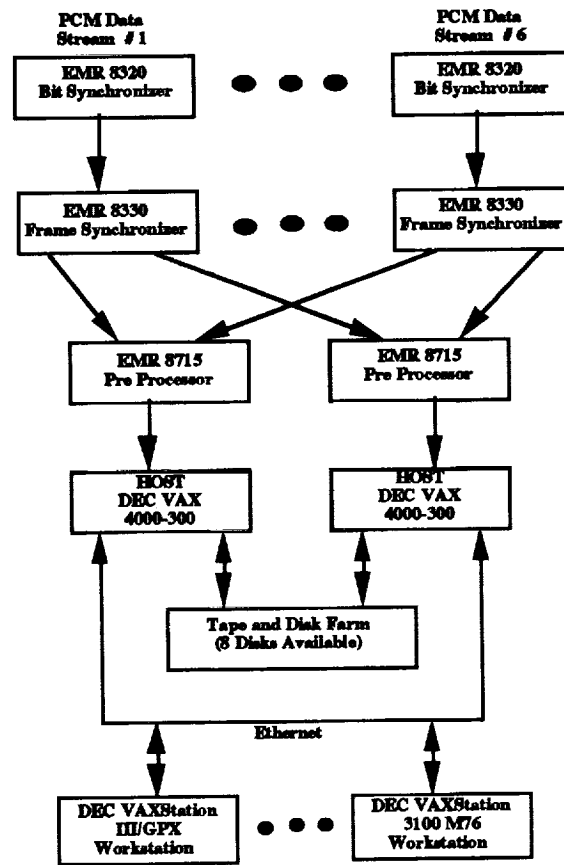 PCM Data
Stream #1
PCM Data
Stream #6
EMR 8320
Bit Synchronizer
EMR 8320
Bit Synchronizer
EMR 8330
Frame Synchronizer
EMR 8330
Frame Synchronizer
EMR 8715
Pre Processor
EMR 8715
Pre Processor
HOST
DEC VAX
4000-300
HOST
DEC VAX
4000-300
Tape and Disk Farm
(8 Disks Available)
Ethernet
DEC VAXStation
III/GPX
Workstation
DEC VAXStation
3100 M76
Workstation